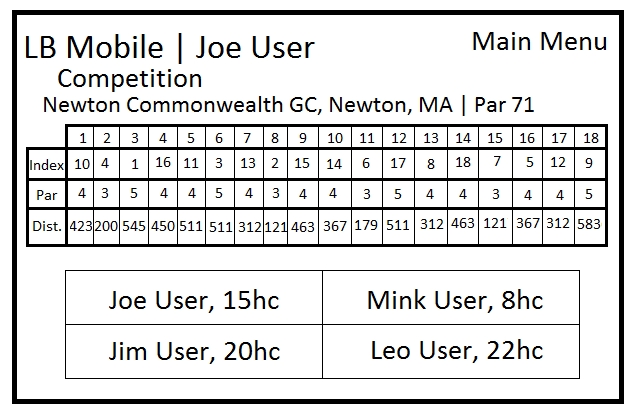 LB Mobile | Joe User Main Menu
Competition
Newton Commonwealth GC, Newton, MA | Par 71
1 2 3 4 5 6 7 8 9 10 11 12 13 14 15 16 17 18
Index 10 4 1 16 11 3 13 2 15 14 6 17 8 18 7 5 12 9
Par 4 3 5 4 4 5 4 3 4 4 3 5 4 4 3 4 4 5
Dist. 423 200 545 450 511 511 312 121 463 367 179 511 312 463 121 367 312 583
Joe User, 15hc Mink User, 8hc
Jim User, 20hc Leo User, 22hc